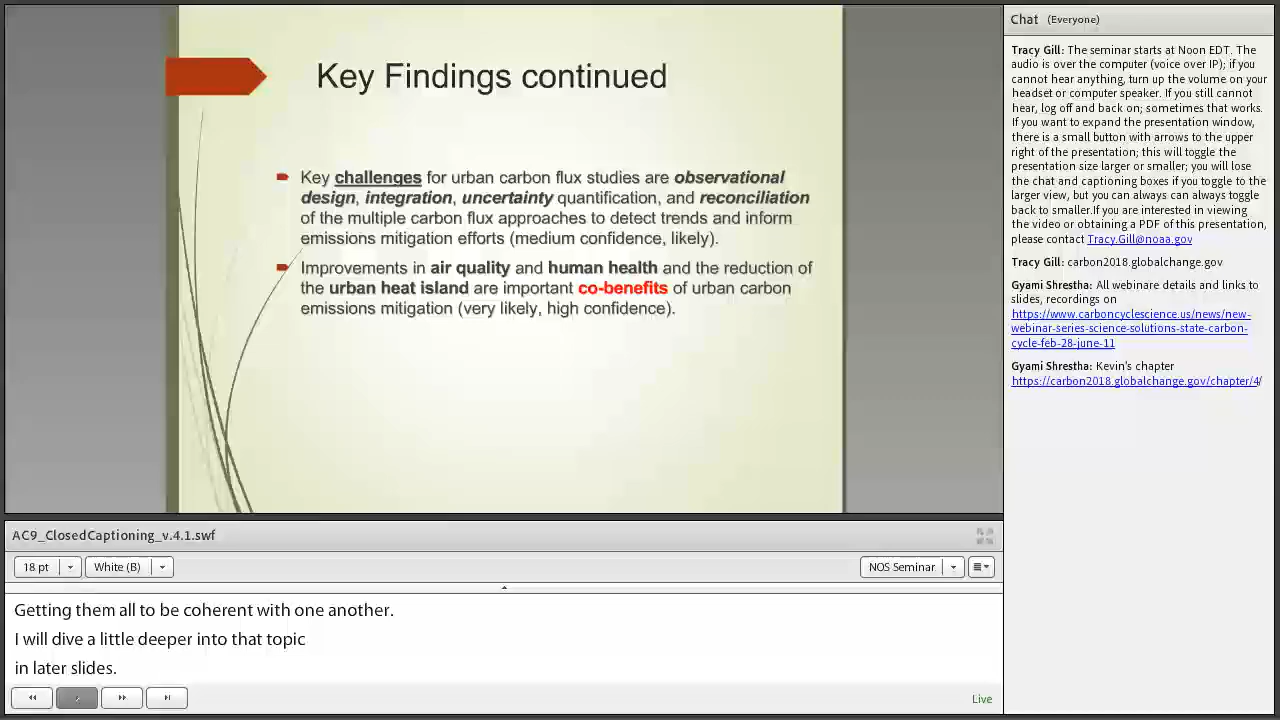 Key Findings continued
Key challenges for urban carbon flux studies are observational
design, integration, uncertainty quantification, and reconciliation
of the multiple carbon flux approaches to detect trends and inform
emissions mitigation efforts (medium confidence, likely).
Improvements in air quality and human health and the reduction of
the urban heat island are important co-benefits of urban carbon
emissions mitigation (very likely, high confidence).
AC9_ClosedCaptioning_v.4.1.swf
18 pt
White (B)
NOS Seminar
Getting them all to be coherent with one another.
I will dive a little deeper into that topic
in later slides.
Live
Chat (Everyone)
Tracy Gill: The seminar starts at Noon EDT. The
audio is over the computer (voice over IP); if you
cannot hear anything, turn up the volume on your
headset or computer speaker. If you still cannot
hear, log off and back on; sometimes that works.
If you want to expand the presentation window,
there is a small button with arrows to the upper
right of the presentation; this will toggle the
presentation size larger or smaller; you will lose
the chat and captioning boxes if you toggle to the
larger view, but you can always can always toggle
back to smaller.If you are interested in viewing
the video or obtaining a PDF of this presentation,
please contact Tracy.Gill@noaa.gov
Tracy Gill: carbon2018.globalchange.gov
Gyami Shrestha: All webinare details and links to
slides, recordings on
https://www.carboncyclescience.us/news/new-
webinar-series-science-solutions-state-carbon-
cycle-feb-28-june-11
Gyami Shrestha: Kevin's chapter
https://carbon2018.globalchange.gov/chapter/4/